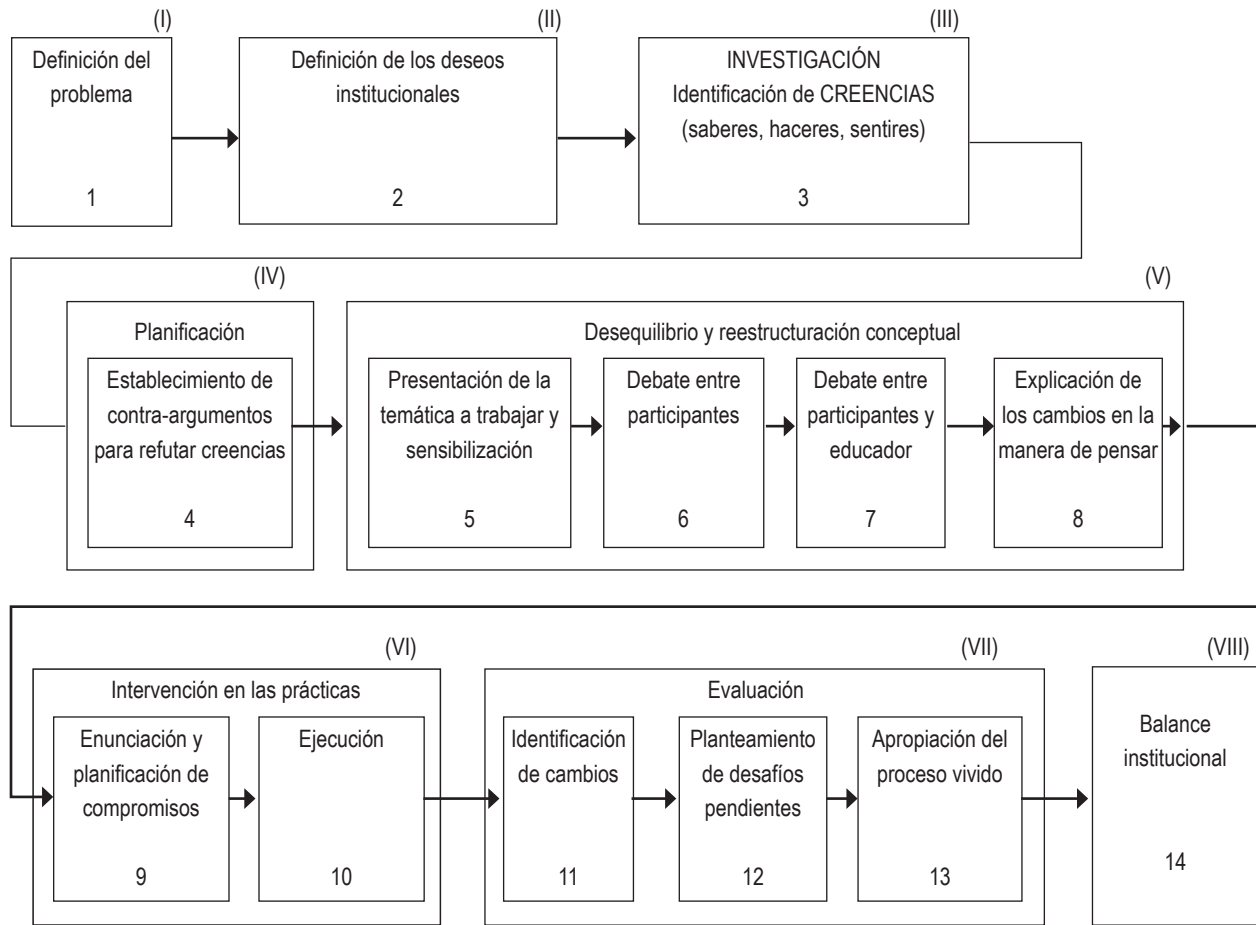 (I)
Definición del
problema
1
(II)
Definición de los deseos
institucionales
2
(III)
INVESTIGACIÓN
Identificación de CREENCIAS
(saberes, haceres, sentires)
3
(IV)
Planificación
Establecimiento de
contra-argumentos
para refutar creencias
4
(V)
Desequilibrio y reestructuración conceptual
Presentación de la
temática a trabajar y
sensibilización
5
Debate entre
participantes
6
Debate entre
participantes y
educador
7
Explicación de
los cambios en la
manera de pensar
8
(VI)
Intervención en las prácticas
Enunciación y
planificación de
compromisos
9
Ejecución
10
(VII)
Evaluación
Identificación
de cambios
11
Planteamiento
de desafíos
pendientes
12
Apropiación del
proceso vivido
13
(VIII)
Balance
institucional
14